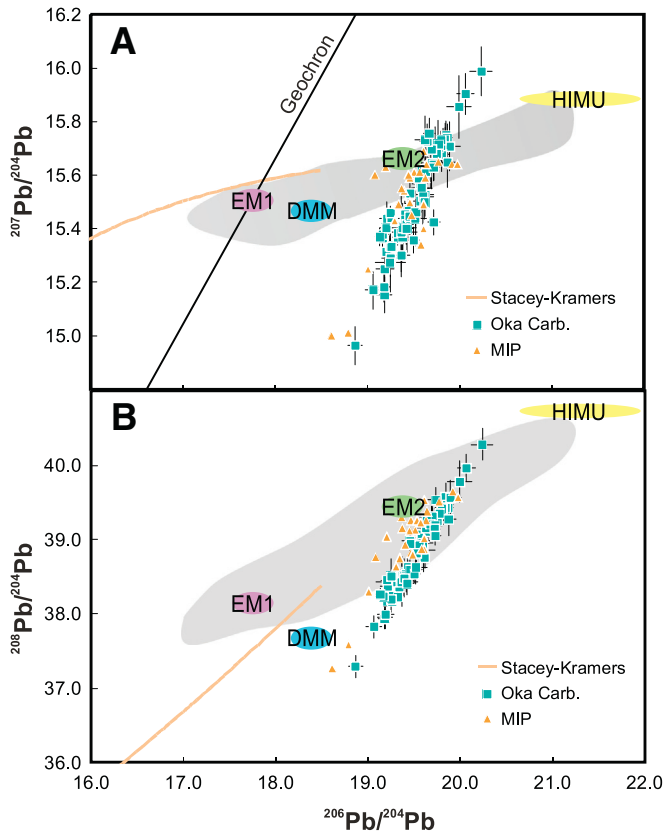 A
16.2
16.0
15.8
15.6
15.4
15.2
15.0
²⁰⁷Pb/²⁰⁴Pb
Geochron
HIMU
EM2
EM1
DMM
Stacey-Kramers
Oka Carb.
MIP
B
40.0
39.0
38.0
37.0
36.0
²⁰⁸Pb/²⁰⁴Pb
HIMU
EM2
EM1
DMM
Stacey-Kramers
Oka Carb.
MIP
16.0 17.0 18.0 19.0 20.0 21.0 22.0
²⁰⁶Pb/²⁰⁴Pb